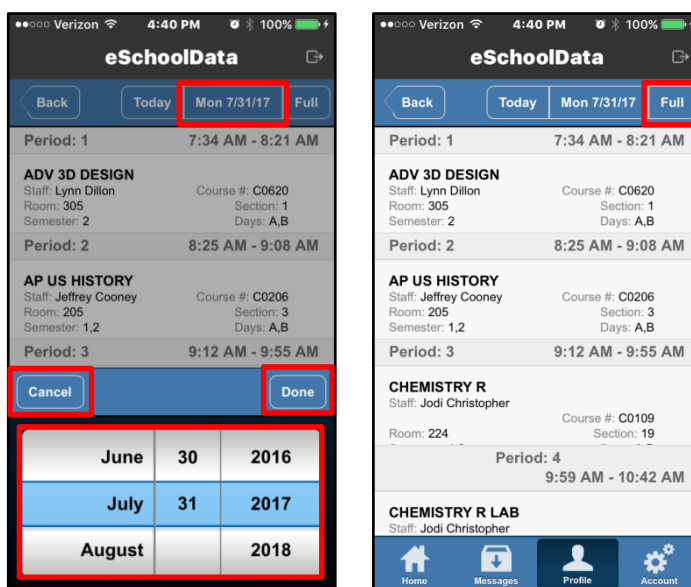 ●●○○○ Verizon 4:40 PM 100%
eSchoolData
Back Today Mon 7/31/17 Full
Period: 1 7:34 AM - 8:21 AM
ADV 3D DESIGN
Staff: Lynn Dillon Course #: C0620
Room: 305 Section: 1
Semester: 2 Days: A,B
Period: 2 8:25 AM - 9:08 AM
AP US HISTORY
Staff: Jeffrey Cooney Course #: C0206
Room: 205 Section: 3
Semester: 1,2 Days: A,B
Period: 3 9:12 AM - 9:55 AM
Cancel Done
June 30 2016
July 31 2017
August 2018
●●○○○ Verizon 4:40 PM 100%
eSchoolData
Back Today Mon 7/31/17 Full
Period: 1 7:34 AM - 8:21 AM
ADV 3D DESIGN
Staff: Lynn Dillon Course #: C0620
Room: 305 Section: 1
Semester: 2 Days: A,B
Period: 2 8:25 AM - 9:08 AM
AP US HISTORY
Staff: Jeffrey Cooney Course #: C0206
Room: 205 Section: 3
Semester: 1,2 Days: A,B
Period: 3 9:12 AM - 9:55 AM
CHEMISTRY R
Staff: Jodi Christopher
Course #: C0109
Room: 224 Section: 19
Period: 4
9:59 AM - 10:42 AM
CHEMISTRY R LAB
Staff: Jodi Christopher
Home Messages Profile Account